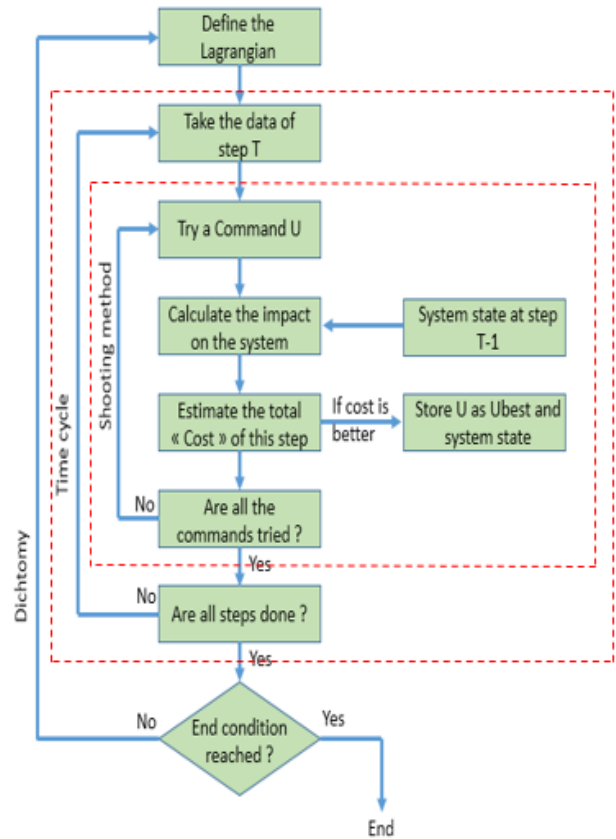 Define the
Lagrangian
Take the data of
step T
Try a Command U
Calculate the impact
on the system
System state at step
T-1
Estimate the total
« Cost » of this step
If cost is
better
Store U as Ubest and
system state
Are all the
commands tried ?
No
Yes
Shooting method
Are all steps done ?
No
Yes
Time cycle
End condition
reached ?
No
Yes
Dichtomy
End